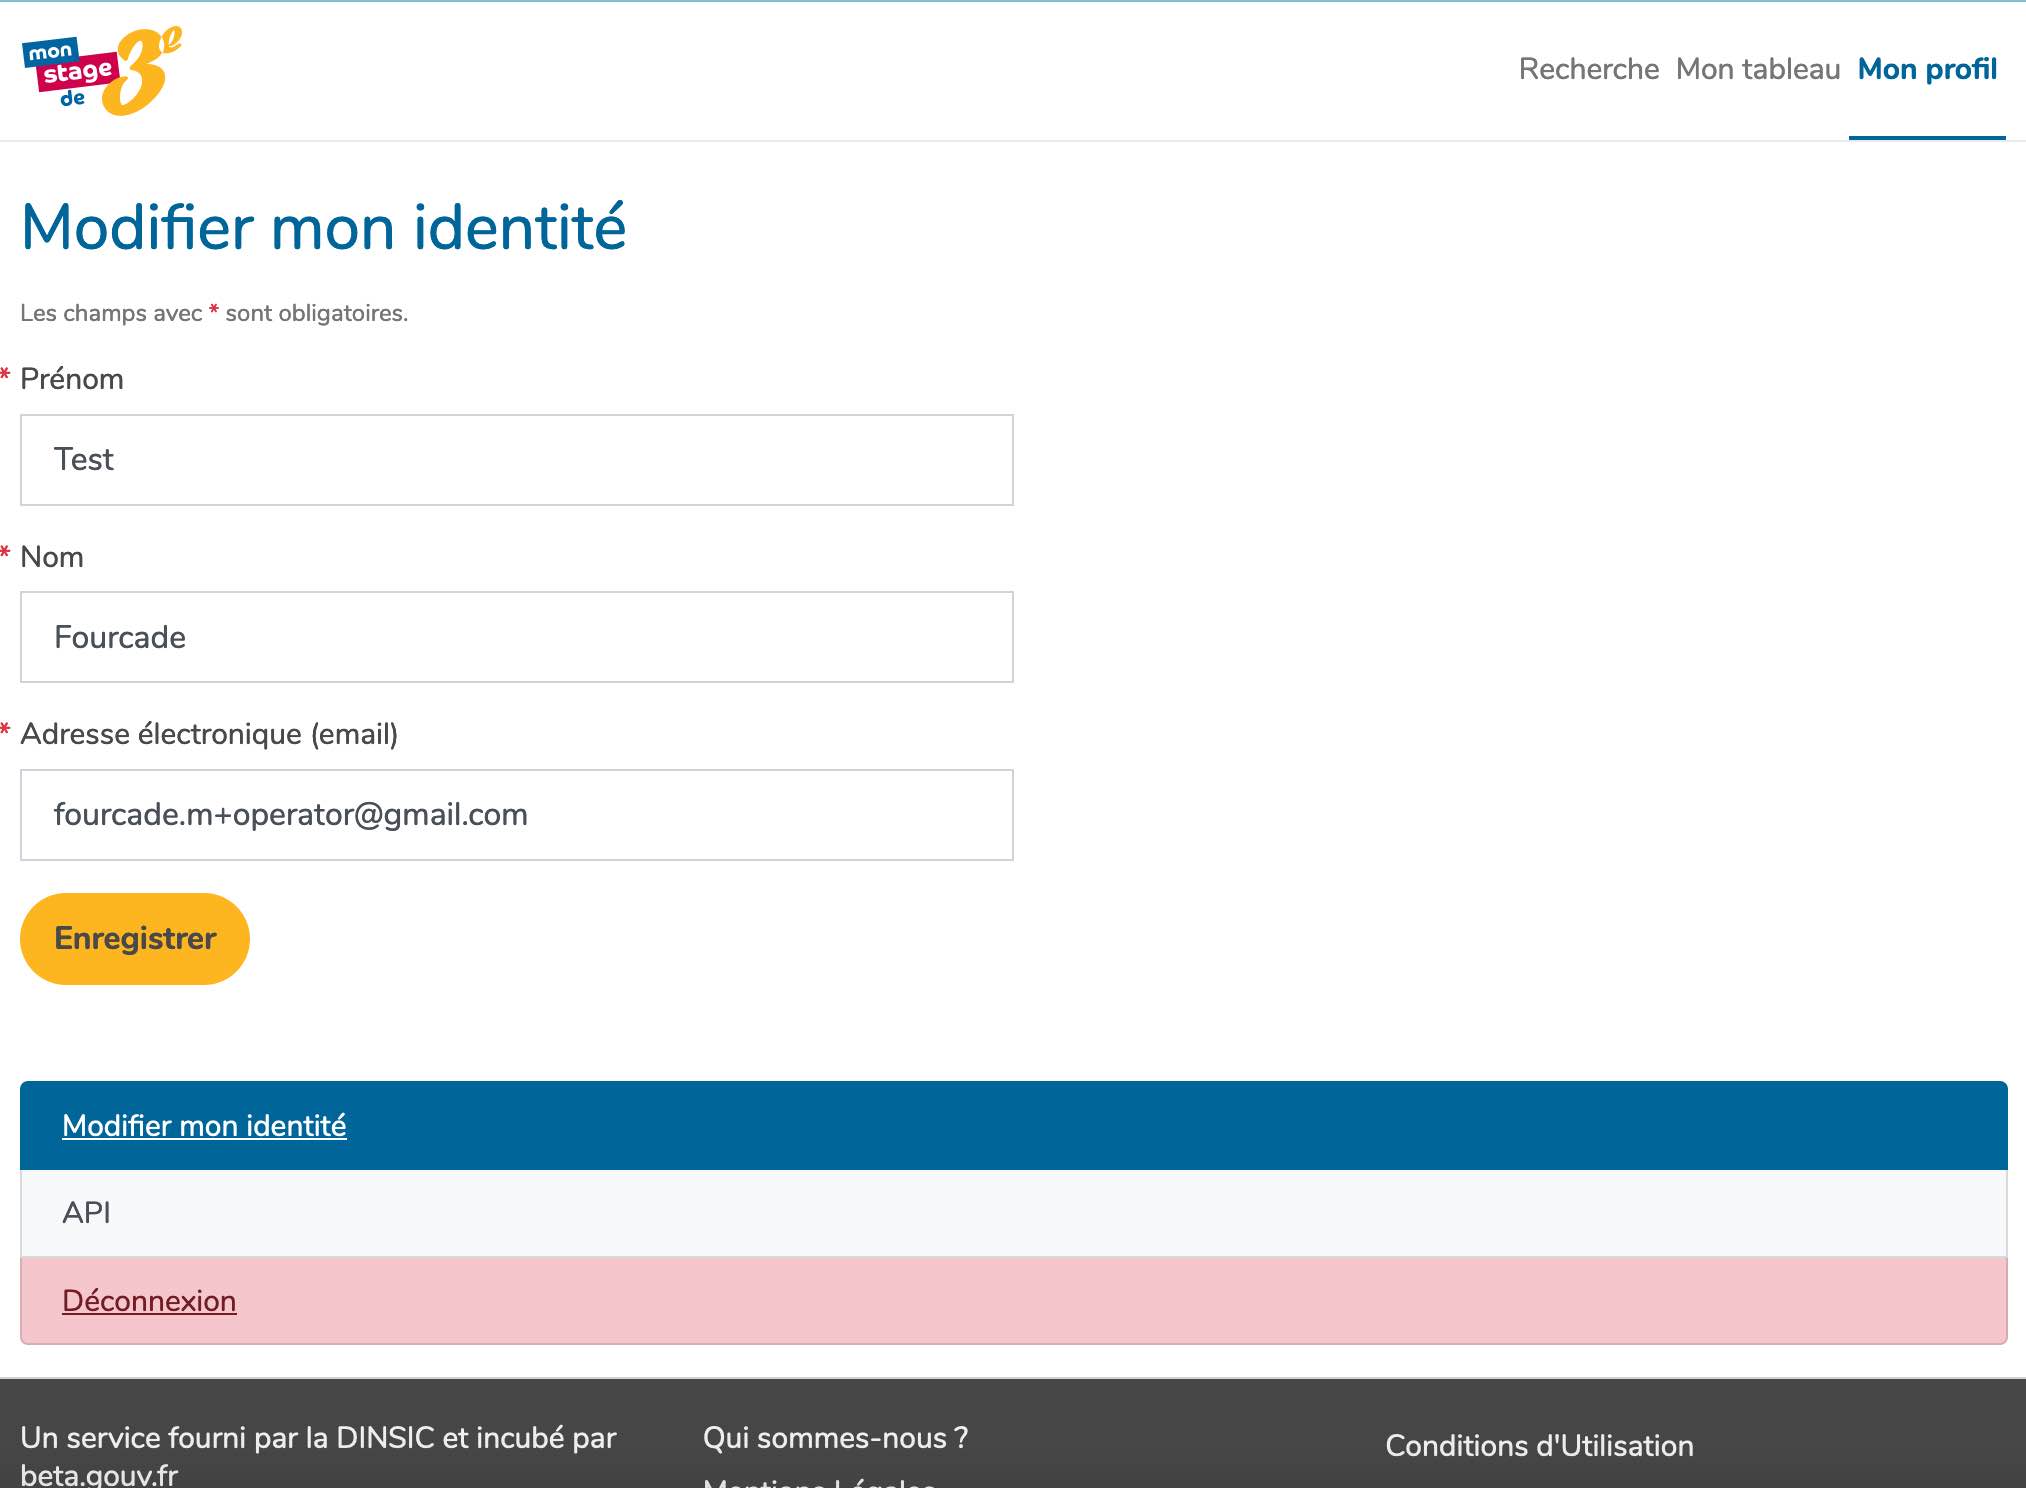 mon
stage
de
3e
Recherche Mon tableau Mon profil
Modifier mon identité
Les champs avec * sont obligatoires.
* Prénom
Test
* Nom
Fourcade
* Adresse électronique (email)
fourcade.m+operator@gmail.com
Enregistrer
Modifier mon identité
API
Déconnexion
Un service fourni par la DINSIC et incubé par
beta.gouv.fr
Qui sommes-nous ?
Mentions Légales
Conditions d'Utilisation